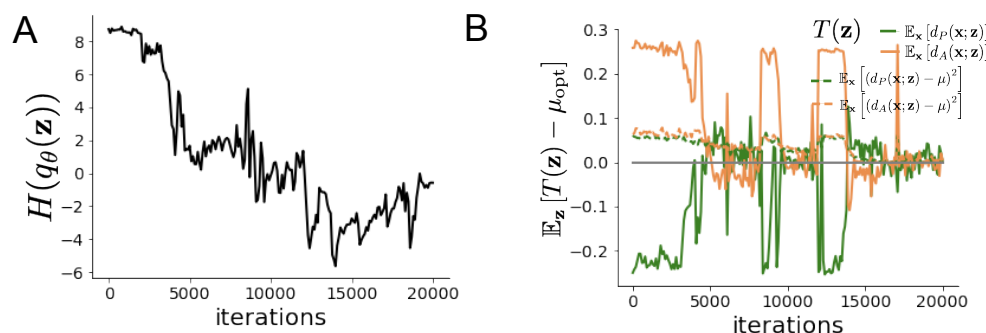 A
H(q_θ(𝐳))
8
6
4
2
0
−2
−4
−6
0
5000
10000
15000
20000
iterations
B
𝔼_𝐳 [T(𝐳) − μ_opt]
0.3
0.2
0.1
0.0
−0.1
−0.2
0
5000
10000
15000
20000
iterations
T(𝐳)
𝔼_𝐱 [d_P(𝐱; 𝐳)]
𝔼_𝐱 [d_A(𝐱; 𝐳)]
𝔼_𝐱 [(d_P(𝐱; 𝐳) − μ)²]
𝔼_𝐱 [(d_A(𝐱; 𝐳) − μ)²]